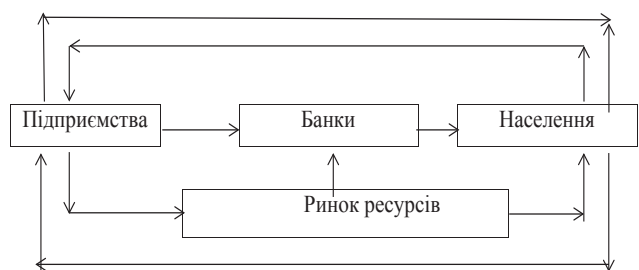 Підприємства
Банки
Населення
Ринок ресурсів